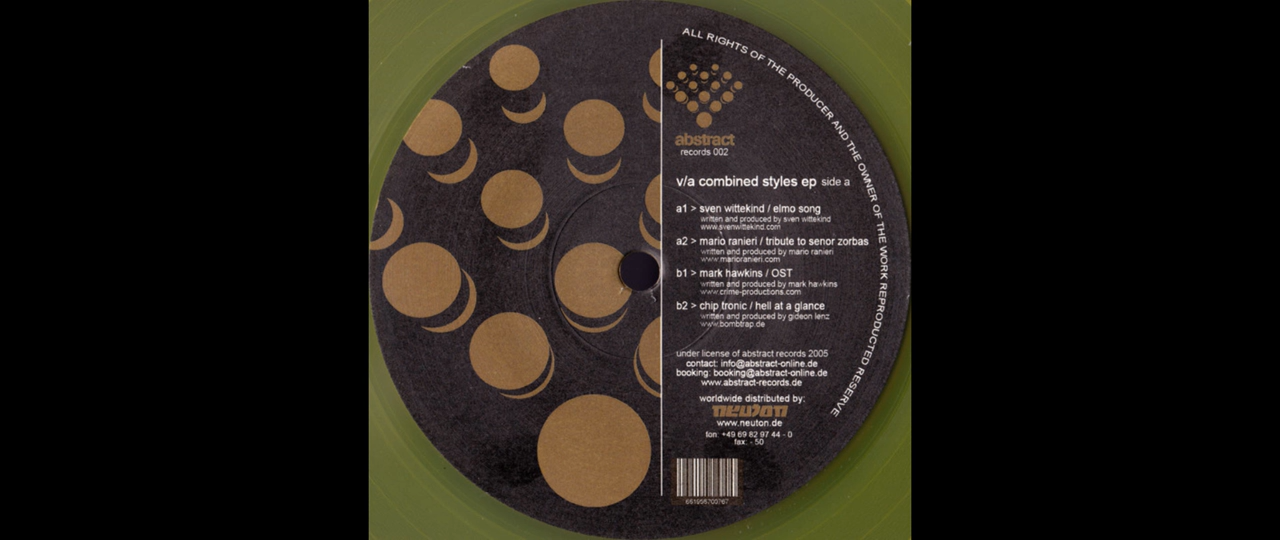 ALL RIGHTS OF THE PRODUCER AND THE OWNER OF THE WORK REPRODUCTED RESERVE
abstract
records 002
v/a combined styles ep side a
a1 > sven wittekind / elmo song
written and produced by sven wittekind
www.svenwittekind.com
a2 > mario ranieri / tribute to senor zorbas
written and produced by mario ranieri
www.marioranieri.com
b1 > mark hawkins / OST
written and produced by mark hawkins
www.crime-productions.com
b2 > chip tronic / hell at a glance
written and produced by gideon lenz
www.bombtrap.de
under license of abstract records 2005
contact: info@abstract-online.de
booking: booking@abstract-online.de
www.abstract-records.de
worldwide distributed by:
neuton
www.neuton.de
fon: +49 69 82 97 44 - 0
fax: - 50